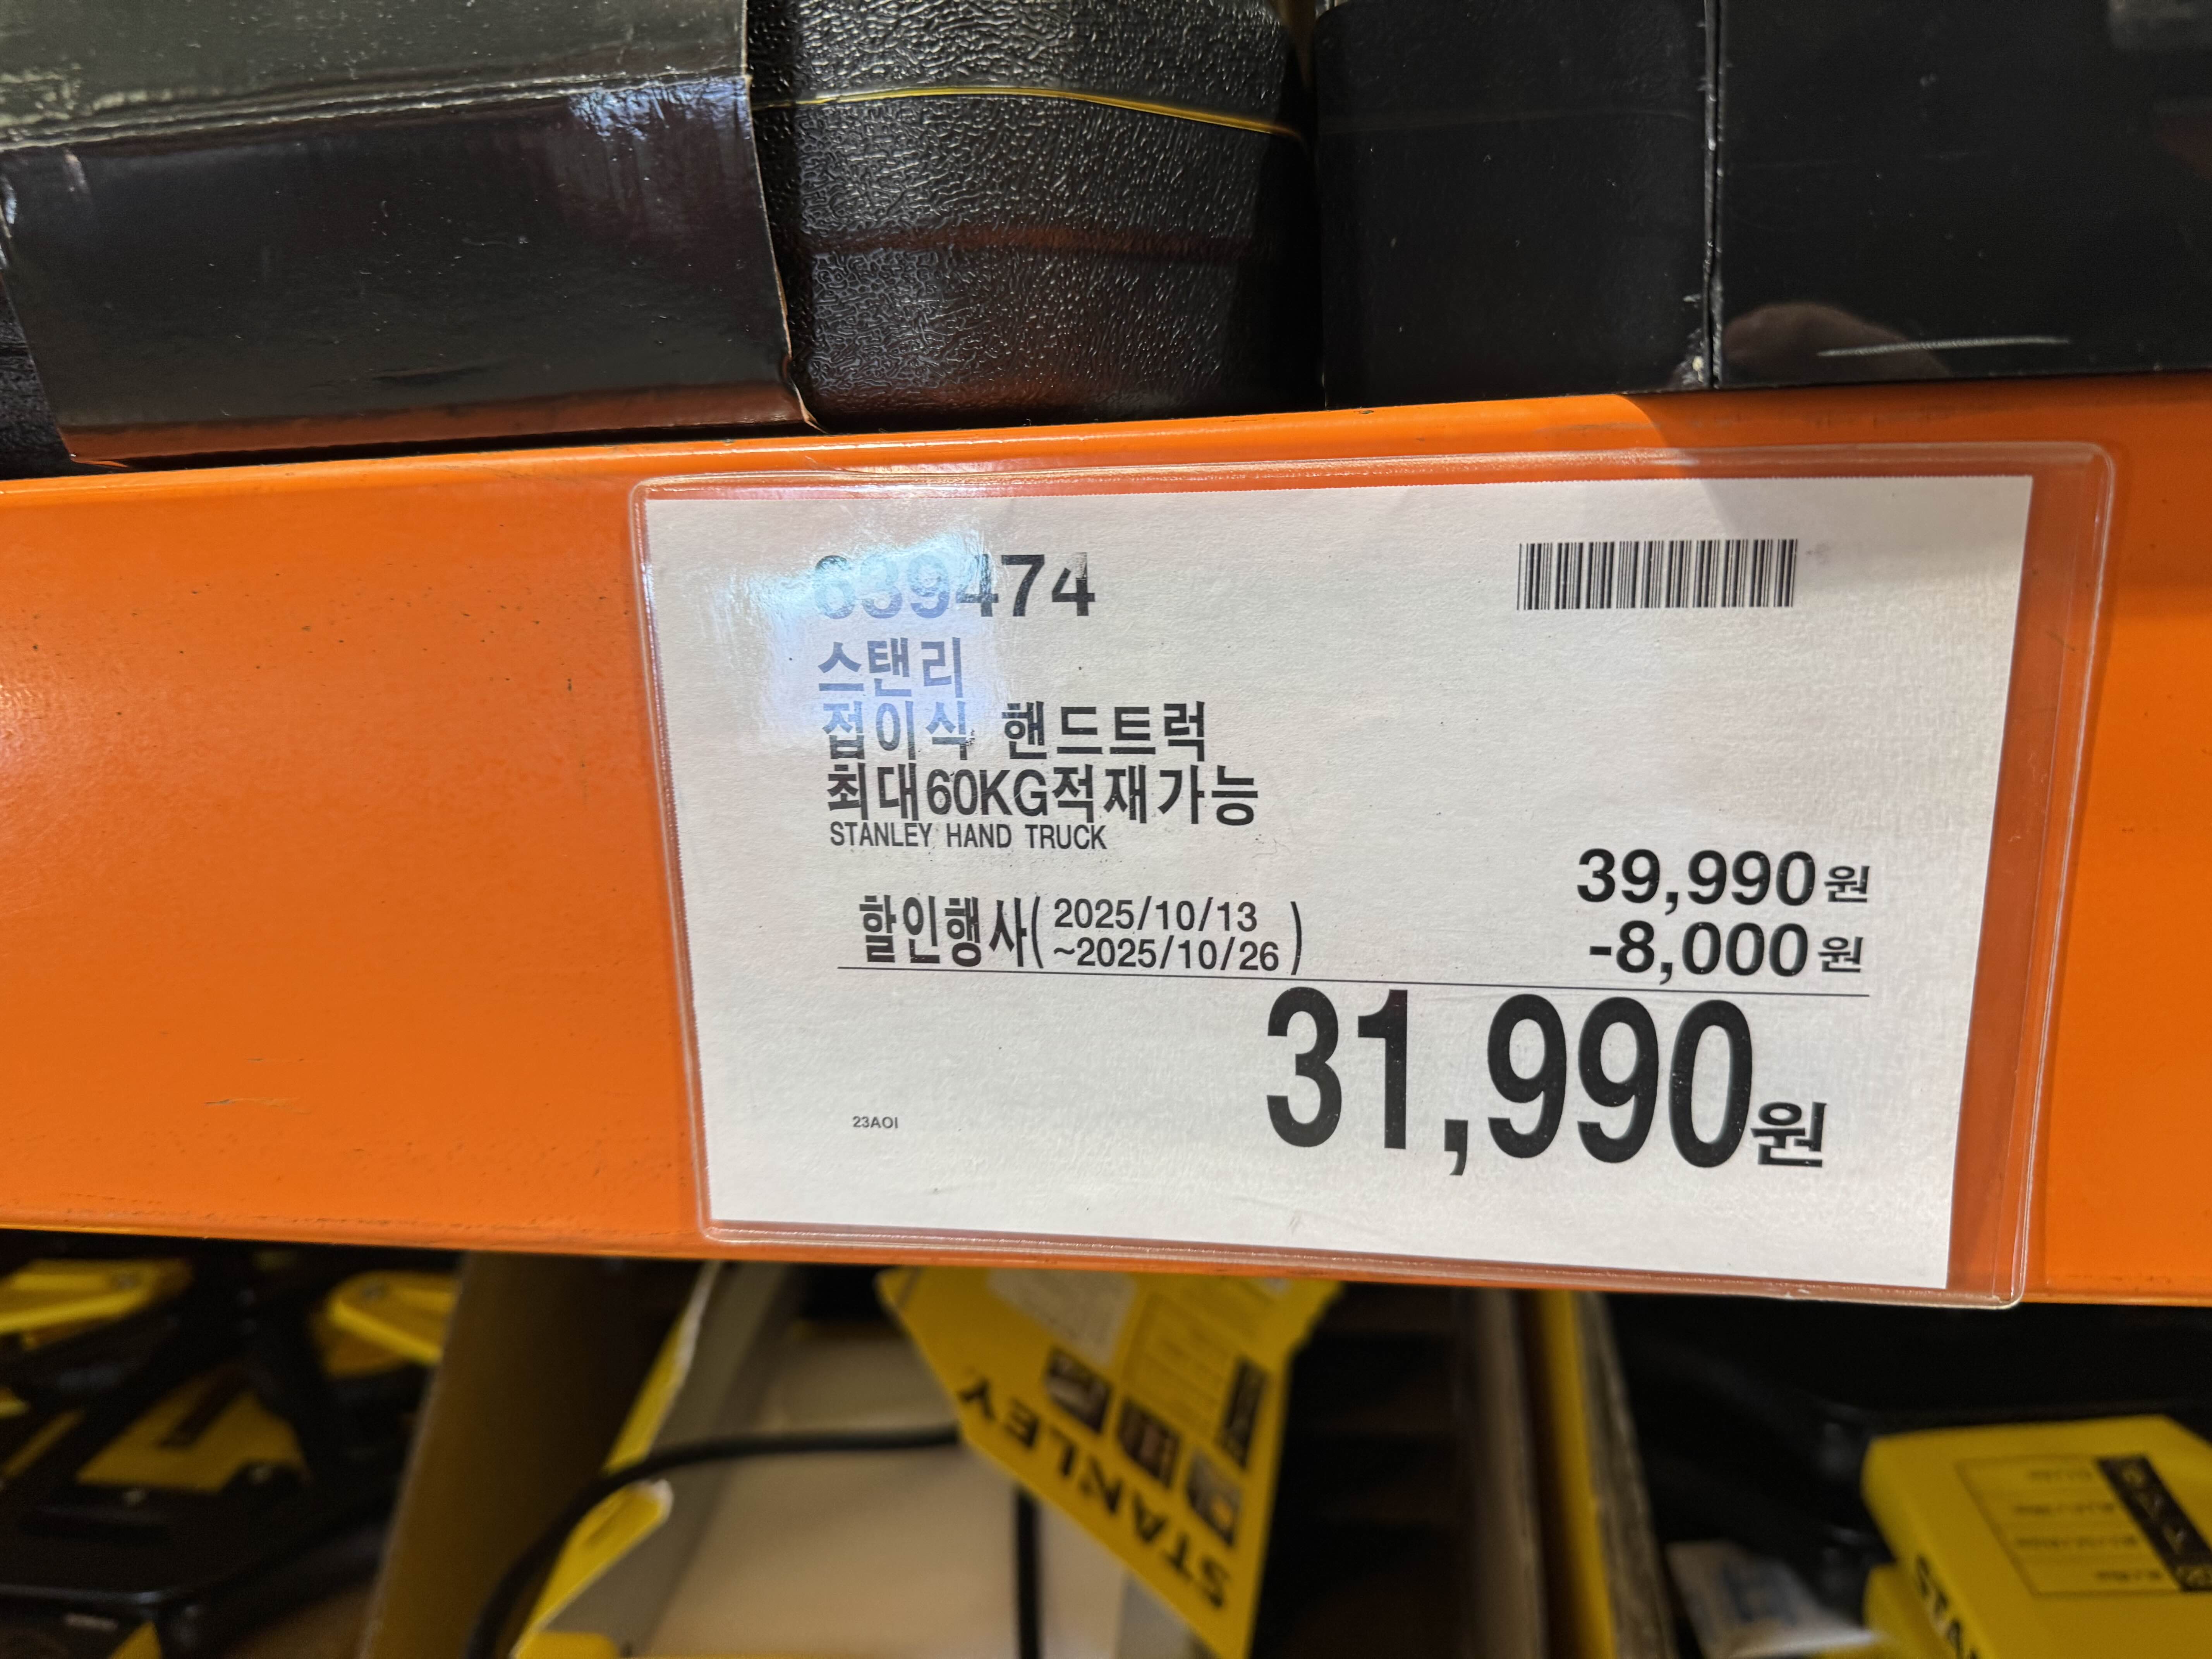 639474
스탠리
접이식 핸드트럭
최대60KG적재가능
STANLEY HAND TRUCK
39,990원
할인행사( 2025/10/13
~2025/10/26 )
-8,000원
31,990원
23AOI
STANLEY
STA